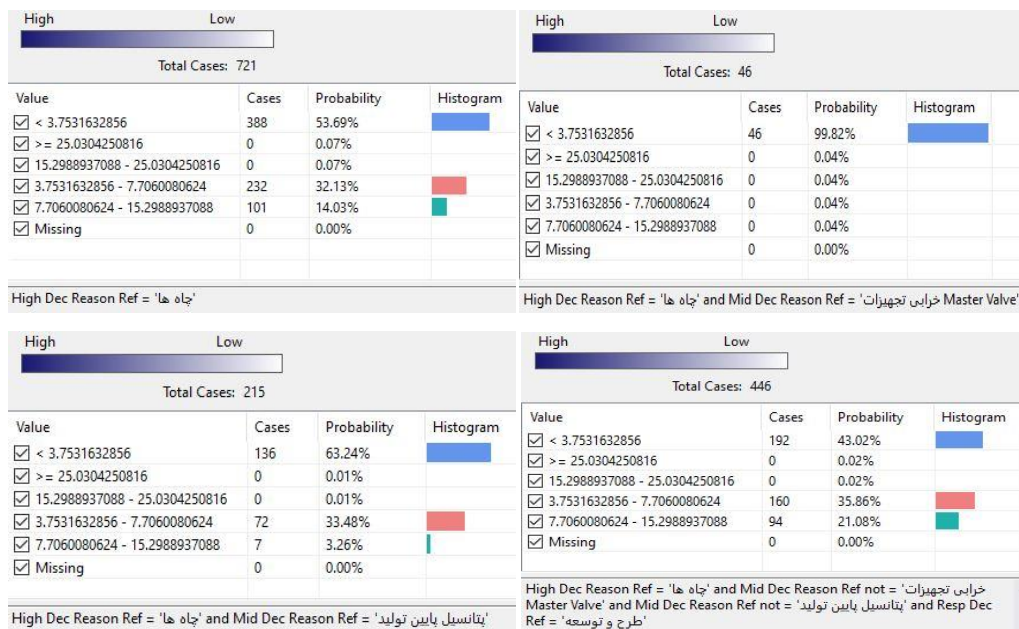 High Low
Total Cases: 721
Value Cases Probability Histogram
< 3.7531632856 388 53.69%
>= 25.0304250816 0 0.07%
15.2988937088 - 25.0304250816 0 0.07%
3.7531632856 - 7.7060080624 232 32.13%
7.7060080624 - 15.2988937088 101 14.03%
Missing 0 0.00%
High Dec Reason Ref = 'چاه ها'
High Low
Total Cases: 46
Value Cases Probability Histogram
< 3.7531632856 46 99.82%
>= 25.0304250816 0 0.04%
15.2988937088 - 25.0304250816 0 0.04%
3.7531632856 - 7.7060080624 0 0.04%
7.7060080624 - 15.2988937088 0 0.04%
Missing 0 0.00%
High Dec Reason Ref = 'چاه ها' and Mid Dec Reason Ref = 'خرابی تجهیزات Master Valve'
High Low
Total Cases: 215
Value Cases Probability Histogram
< 3.7531632856 136 63.24%
>= 25.0304250816 0 0.01%
15.2988937088 - 25.0304250816 0 0.01%
3.7531632856 - 7.7060080624 72 33.48%
7.7060080624 - 15.2988937088 7 3.26%
Missing 0 0.00%
High Dec Reason Ref = 'چاه ها' and Mid Dec Reason Ref = 'پتانسیل پایین تولید'
High Low
Total Cases: 446
Value Cases Probability Histogram
< 3.7531632856 192 43.02%
>= 25.0304250816 0 0.02%
15.2988937088 - 25.0304250816 0 0.02%
3.7531632856 - 7.7060080624 160 35.86%
7.7060080624 - 15.2988937088 94 21.08%
Missing 0 0.00%
High Dec Reason Ref = 'چاه ها' and Mid Dec Reason Ref not = 'خرابی تجهیزات
Master Valve' and Mid Dec Reason Ref not = 'پتانسیل پایین تولید' and Resp Dec
Ref = 'طرح و توسعه'